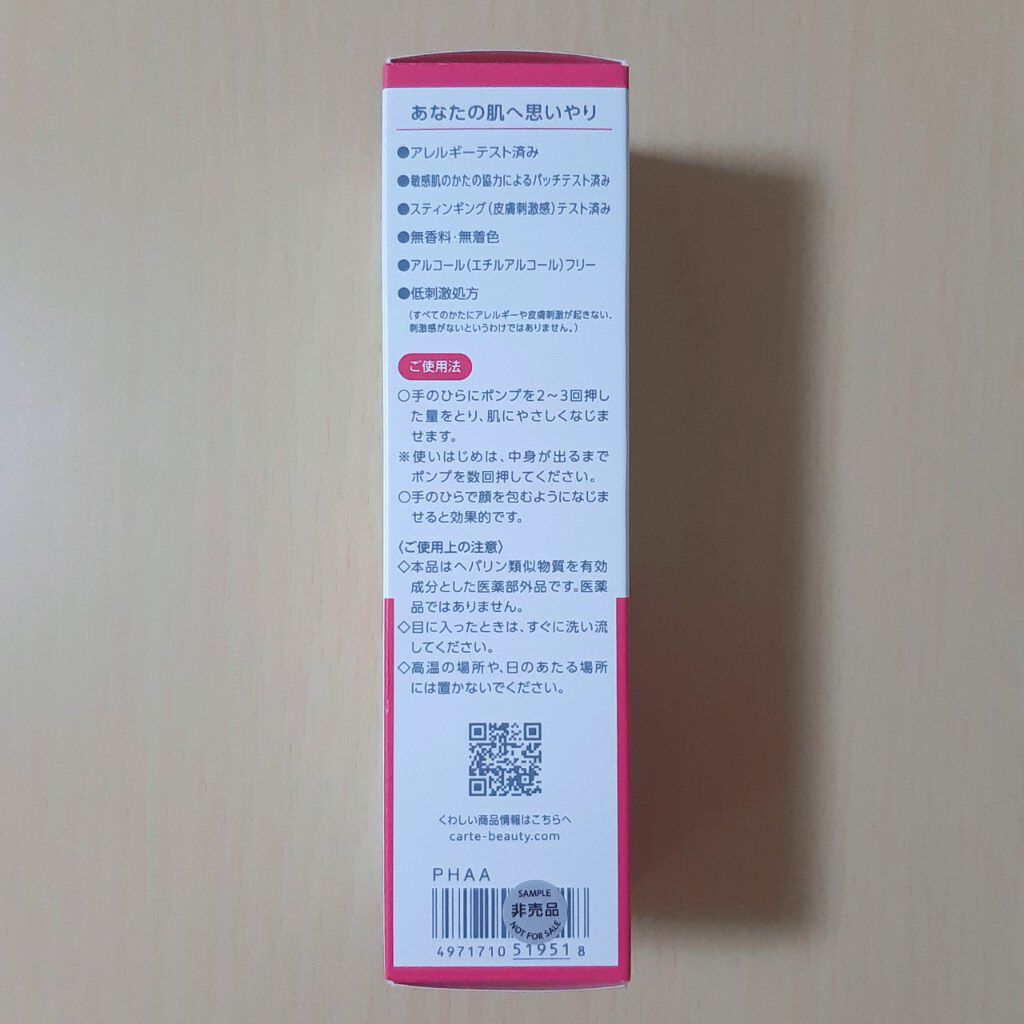 あなたの肌へ思いやり
●アレルギーテスト済み
●敏感肌のかたの協力によるパッチテスト済み
●スティンギング(皮膚刺激感)テスト済み
●無香料・無着色
●アルコール(エチルアルコール)フリー
●低刺激処方
(すべてのかたにアレルギーや皮膚刺激が起きない、
刺激感がないというわけではありません。)
ご使用法
○手のひらにポンプを2～3回押し
た量をとり、肌にやさしくなじま
せます。
※使いはじめは、中身が出るまで
ポンプを数回押してください。
○手のひらで顔を包むようになじま
せると効果的です。
〈ご使用上の注意〉
◇本品はヘパリン類似物質を有効
成分とした医薬部外品です。医薬
品ではありません。
◇目に入ったときは、すぐに洗い流
してください。
◇高温の場所や、日のあたる場所
には置かないでください。
くわしい商品情報はこちらへ
carte-beauty.com
PHAA
SAMPLE
非売品
NOT FOR SALE
4971710 51951 8